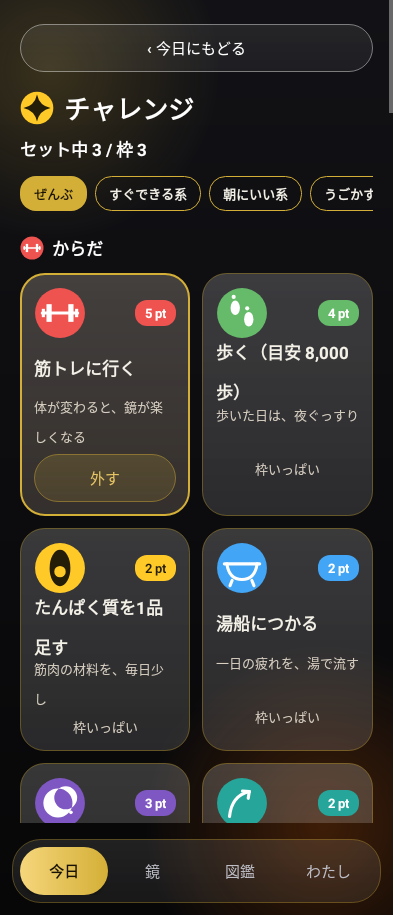 ‹ 今日にもどる
チャレンジ
セット中 3 / 枠 3
ぜんぶ
すぐできる系
朝にいい系
うごかす
からだ
5 pt
筋トレに行く
体が変わると、鏡が楽
しくなる
外す
4 pt
歩く（目安 8,000
歩）
歩いた日は、夜ぐっすり
枠いっぱい
2 pt
たんぱく質を1品
足す
筋肉の材料を、毎日少
し
枠いっぱい
2 pt
湯船につかる
一日の疲れを、湯で流す
枠いっぱい
3 pt
2 pt
今日
鏡
図鑑
わたし